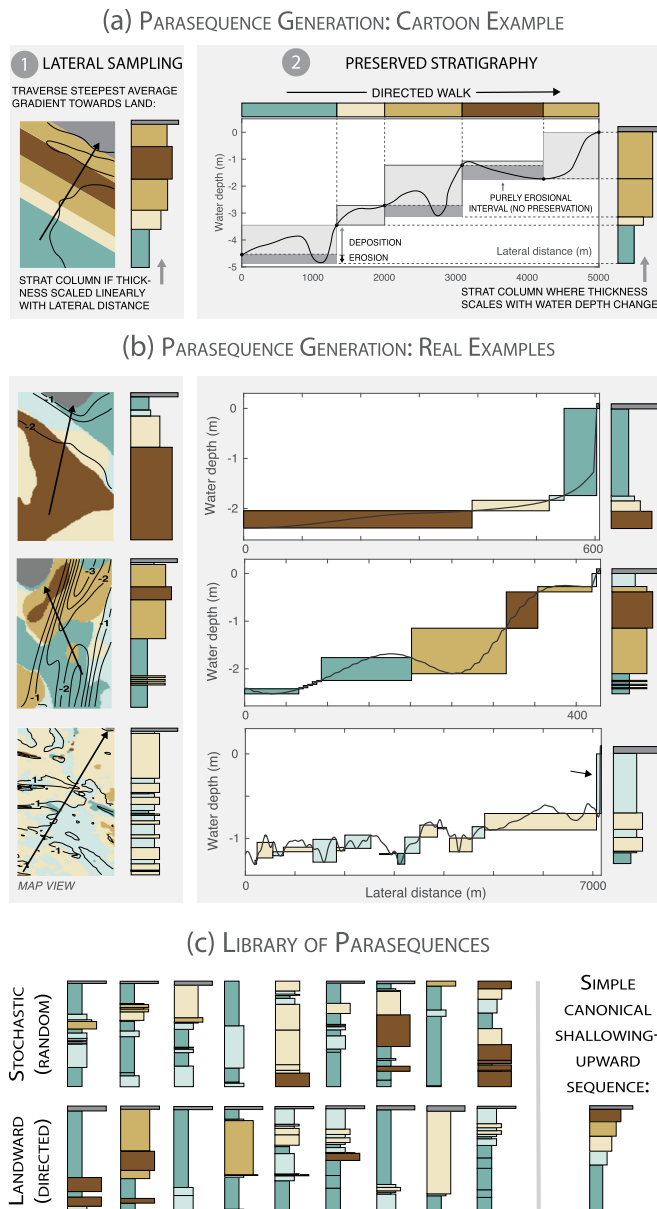 (a) Parasequence Generation: Cartoon Example
1 LATERAL SAMPLING
TRAVERSE STEEPEST AVERAGE
GRADIENT TOWARDS LAND:
STRAT COLUMN IF THICK-
NESS SCALED LINEARLY
WITH LATERAL DISTANCE
2 PRESERVED STRATIGRAPHY
DIRECTED WALK
Water depth (m)
0
-1
-2
-3
-4
-5
PURELY EROSIONAL
INTERVAL (NO PRESERVATION)
DEPOSITION
EROSION
Lateral distance (m)
0 1000 2000 3000 4000 5000
STRAT COLUMN WHERE THICKNESS
SCALES WITH WATER DEPTH CHANGE
(b) Parasequence Generation: Real Examples
-1
-2
Water depth (m)
0
-1
-2
0 600
-3
-2
-1
-2
-1
Water depth (m)
0
-1
-2
0 400
-1
-1
-1
MAP VIEW
Water depth (m)
0
-1
0 7000
Lateral distance (m)
(c) Library of Parasequences
Stochastic
(random)
Landward
(directed)
Simple
canonical
shallowing-
upward
sequence: